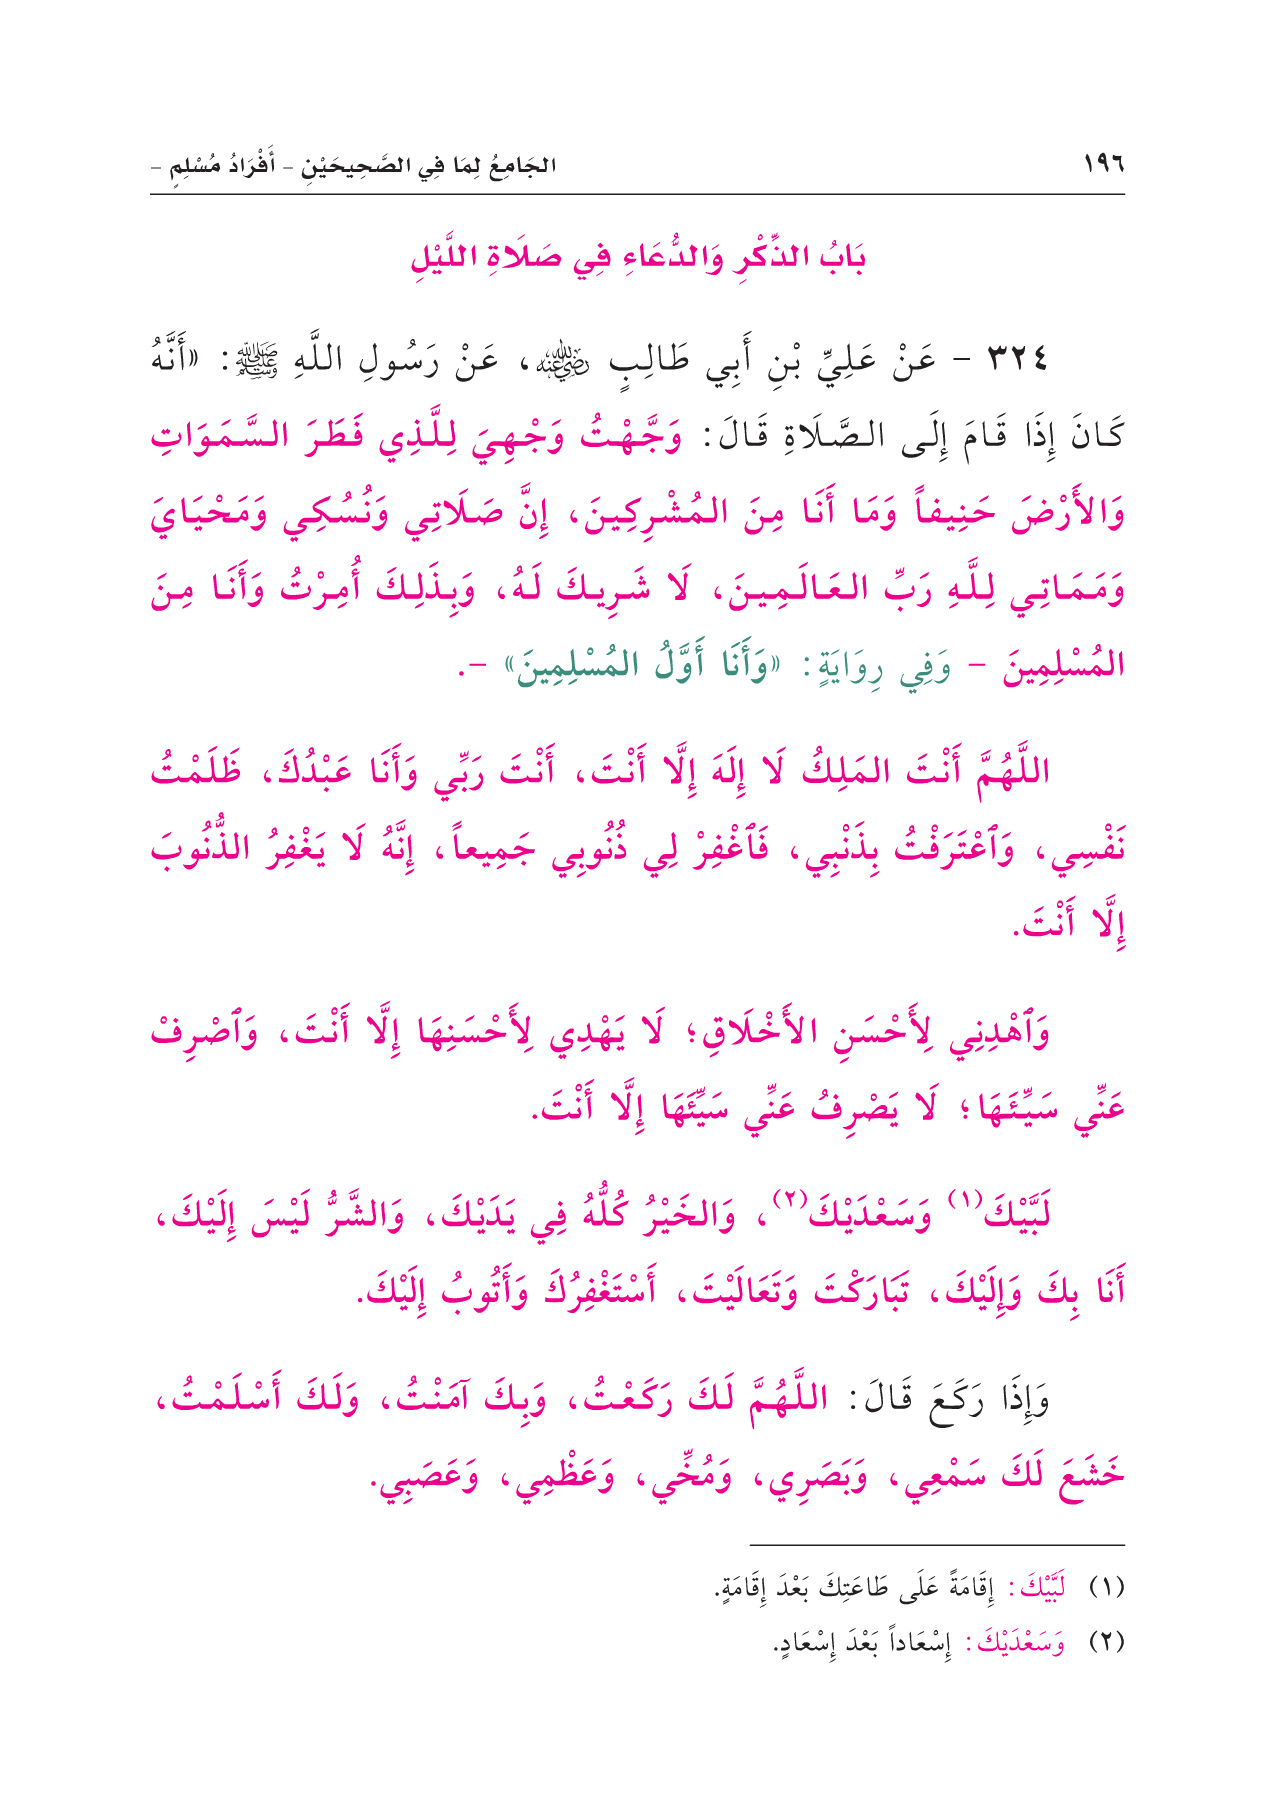 ١٩٦
الجَامِعُ لِمَا فِي الصَّحِيحَيْنِ - أَفْرَادُ مُسْلِمٍ -
بَابُ الذِّكْرِ وَالدُّعَاءِ فِي صَلَاةِ اللَّيْلِ
٣٢٤ - عَنْ عَلِيِّ بْنِ أَبِي طَالِبٍ ﵁، عَنْ رَسُولِ اللَّهِ ﷺ: «أَنَّهُ
كَانَ إِذَا قَامَ إِلَى الصَّلَاةِ قَالَ: وَجَّهْتُ وَجْهِيَ لِلَّذِي فَطَرَ السَّمَوَاتِ
وَالأَرْضَ حَنِيفاً وَمَا أَنَا مِنَ المُشْرِكِينَ، إِنَّ صَلَاتِي وَنُسُكِي وَمَحْيَايَ
وَمَمَاتِي لِلَّهِ رَبِّ العَالَمِينَ، لَا شَرِيكَ لَهُ، وَبِذَلِكَ أُمِرْتُ وَأَنَا مِنَ
المُسْلِمِينَ - وَفِي رِوَايَةٍ: «وَأَنَا أَوَّلُ المُسْلِمِينَ» -.
اللَّهُمَّ أَنْتَ المَلِكُ لَا إِلَهَ إِلَّا أَنْتَ، أَنْتَ رَبِّي وَأَنَا عَبْدُكَ، ظَلَمْتُ
نَفْسِي، وَٱعْتَرَفْتُ بِذَنْبِي، فَٱغْفِرْ لِي ذُنُوبِي جَمِيعاً، إِنَّهُ لَا يَغْفِرُ الذُّنُوبَ
إِلَّا أَنْتَ.
وَٱهْدِنِي لِأَحْسَنِ الأَخْلَاقِ؛ لَا يَهْدِي لِأَحْسَنِهَا إِلَّا أَنْتَ، وَٱصْرِفْ
عَنِّي سَيِّئَهَا؛ لَا يَصْرِفُ عَنِّي سَيِّئَهَا إِلَّا أَنْتَ.
لَبَّيْكَ(١) وَسَعْدَيْكَ(٢)، وَالخَيْرُ كُلُّهُ فِي يَدَيْكَ، وَالشَّرُّ لَيْسَ إِلَيْكَ،
أَنَا بِكَ وَإِلَيْكَ، تَبَارَكْتَ وَتَعَالَيْتَ، أَسْتَغْفِرُكَ وَأَتُوبُ إِلَيْكَ.
وَإِذَا رَكَعَ قَالَ: اللَّهُمَّ لَكَ رَكَعْتُ، وَبِكَ آمَنْتُ، وَلَكَ أَسْلَمْتُ،
خَشَعَ لَكَ سَمْعِي، وَبَصَرِي، وَمُخِّي، وَعَظْمِي، وَعَصَبِي.
(١) لَبَّيْكَ: إِقَامَةً عَلَى طَاعَتِكَ بَعْدَ إِقَامَةٍ.
(٢) وَسَعْدَيْكَ: إِسْعَاداً بَعْدَ إِسْعَادٍ.